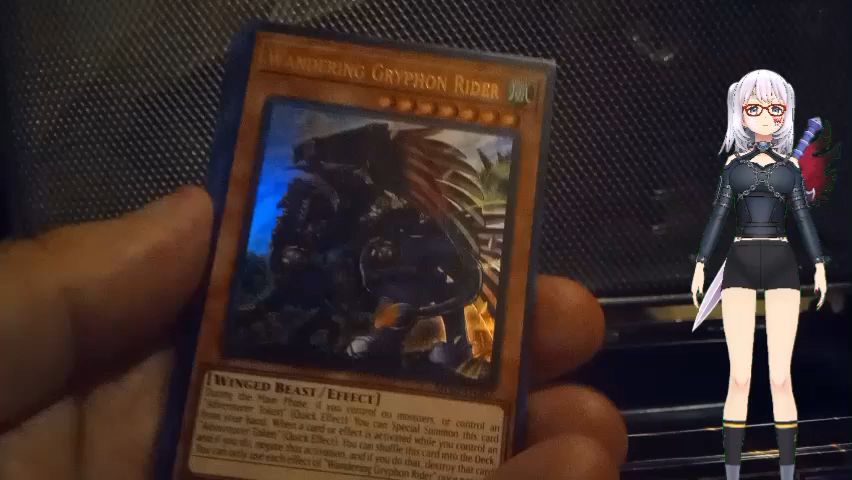 WANDERING GRYPHON RIDER
[WINGED BEAST/EFFECT]
During the Main Phase, if you control no monsters, or control an
"Adventurer Token" (Quick Effect): You can Special Summon this card
from your hand. When a card or effect is activated while you control an
"Adventurer Token" (Quick Effect): You can shuffle this card into the Deck,
and if you do, negate that activation, and if you do that, destroy that card.
You can only use each effect of "Wandering Gryphon Rider"